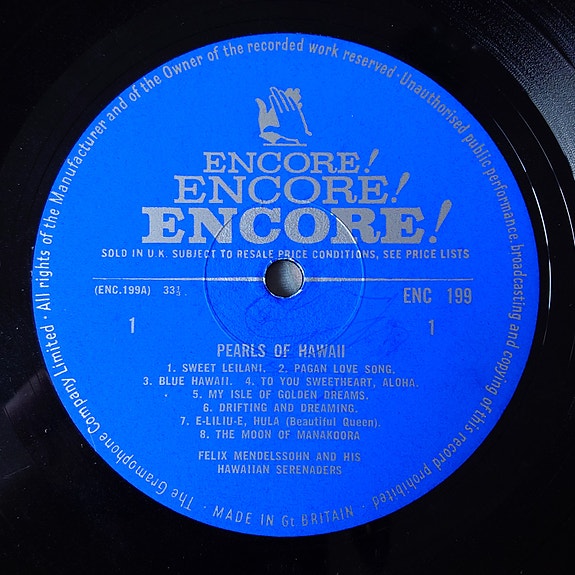 The Gramophone Company Limited · All rights of the Manufacturer and of the Owner of the recorded work reserved · Unauthorised public performance, broadcasting and copying of this record prohibited
ENCORE!
ENCORE!
ENCORE!
SOLD IN U.K. SUBJECT TO RESALE PRICE CONDITIONS, SEE PRICE LISTS
(ENC.199A) 33⅓ ENC 199
1 1
PEARLS OF HAWAII
1. SWEET LEILANI. 2. PAGAN LOVE SONG.
3. BLUE HAWAII. 4. TO YOU SWEETHEART, ALOHA.
5. MY ISLE OF GOLDEN DREAMS.
6. DRIFTING AND DREAMING.
7. E-LILIU-E, HULA (Beautiful Queen).
8. THE MOON OF MANAKOORA
FELIX MENDELSSOHN AND HIS
HAWAIIAN SERENADERS
· MADE IN Gt. BRITAIN ·